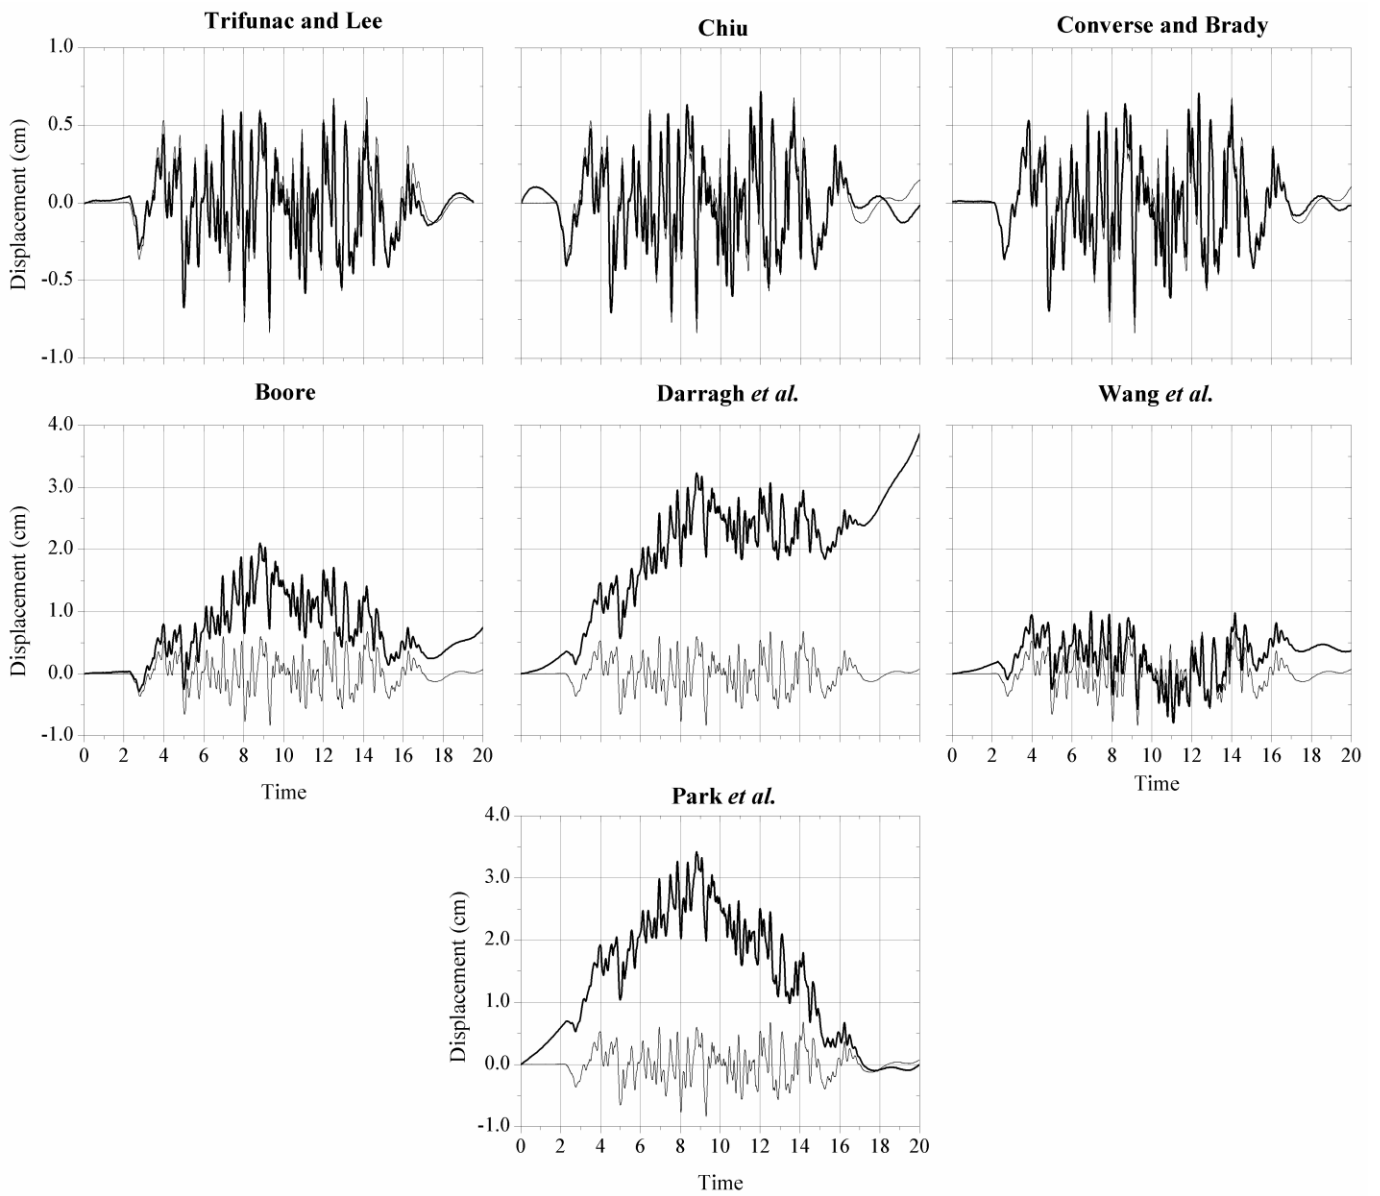 Trifunac and Lee
Chiu
Converse and Brady
1.0
0.5
0.0
-0.5
-1.0
Displacement (cm)
Boore
Darragh et al.
Wang et al.
4.0
3.0
2.0
1.0
0.0
-1.0
Displacement (cm)
0 2 4 6 8 10 12 14 16 18 20
0 2 4 6 8 10 12 14 16 18 20
Time
Time
Park et al.
4.0
3.0
2.0
1.0
0.0
-1.0
Displacement (cm)
0 2 4 6 8 10 12 14 16 18 20
Time